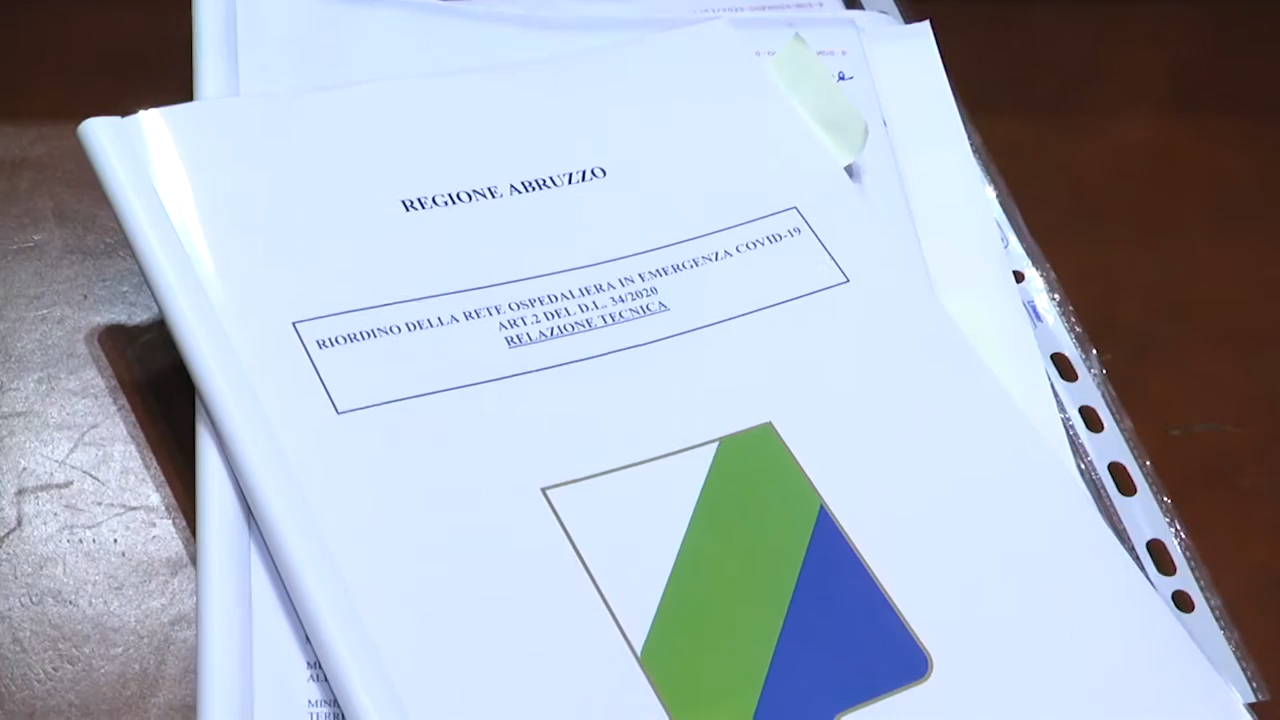 REGIONE ABRUZZO
RIORDINO DELLA RETE OSPEDALIERA IN EMERGENZA COVID-19
ART.2 DEL D.L. 34/2020
RELAZIONE TECNICA